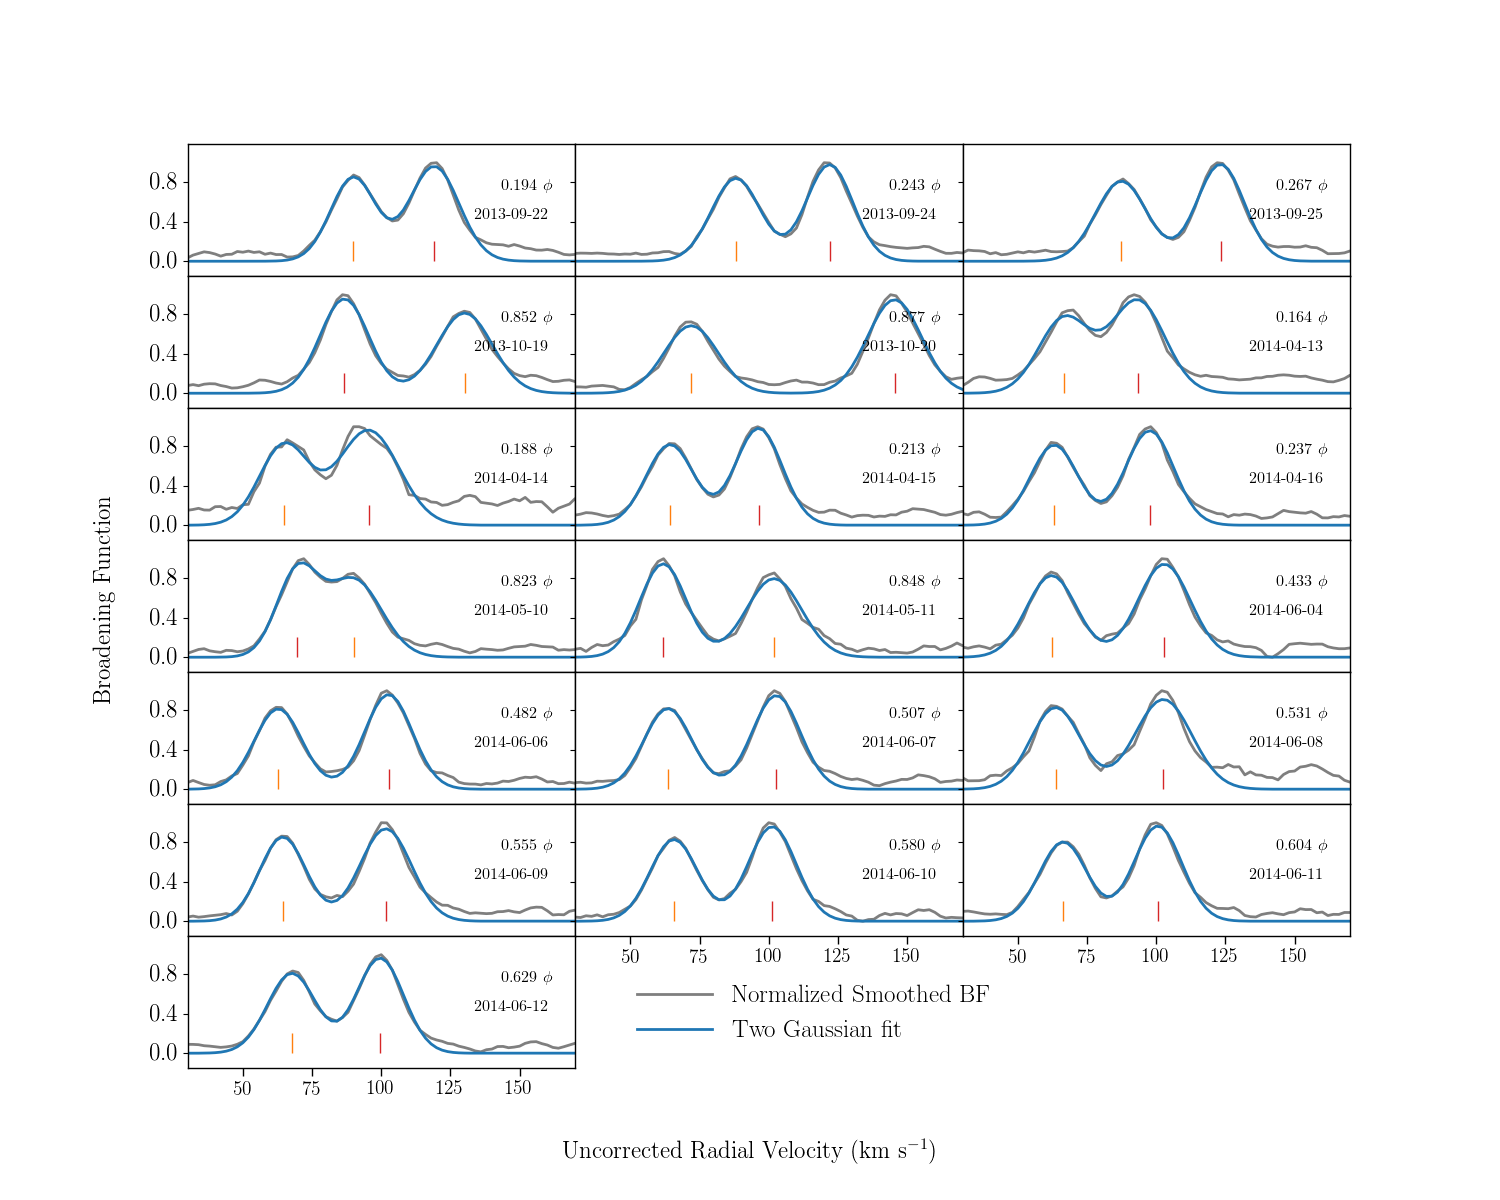 0.8
0.4
0.0
0.194 ϕ
2013-09-22
0.243 ϕ
2013-09-24
0.267 ϕ
2013-09-25
0.8
0.4
0.0
0.852 ϕ
2013-10-19
0.877 ϕ
2013-10-20
0.164 ϕ
2014-04-13
0.8
0.4
0.0
0.188 ϕ
2014-04-14
0.213 ϕ
2014-04-15
0.237 ϕ
2014-04-16
Broadening Function
0.8
0.4
0.0
0.823 ϕ
2014-05-10
0.848 ϕ
2014-05-11
0.433 ϕ
2014-06-04
0.8
0.4
0.0
0.482 ϕ
2014-06-06
0.507 ϕ
2014-06-07
0.531 ϕ
2014-06-08
0.8
0.4
0.0
0.555 ϕ
2014-06-09
0.580 ϕ
2014-06-10
0.604 ϕ
2014-06-11
50 75 100 125 150
50 75 100 125 150
0.8
0.4
0.0
0.629 ϕ
2014-06-12
Normalized Smoothed BF
Two Gaussian fit
50 75 100 125 150
Uncorrected Radial Velocity (km s⁻¹)